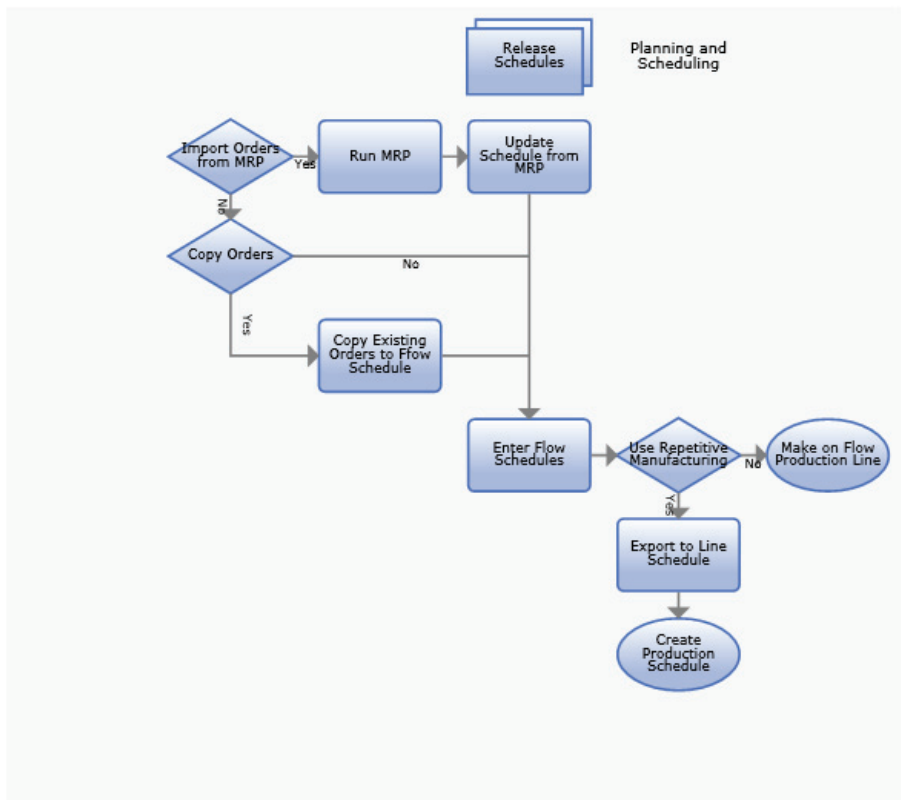 Release
Schedules
Planning and
Scheduling
Import Orders
from MRP
Yes
Run MRP
Update
Schedule from
MRP
No
Copy Orders
No
Yes
Copy Existing
Orders to Ffow
Schedule
Enter Flow
Schedules
Use Repetitive
Manufacturing
No
Make on Flow
Production Line
Yes
Export to Line
Schedule
Create
Production
Schedule